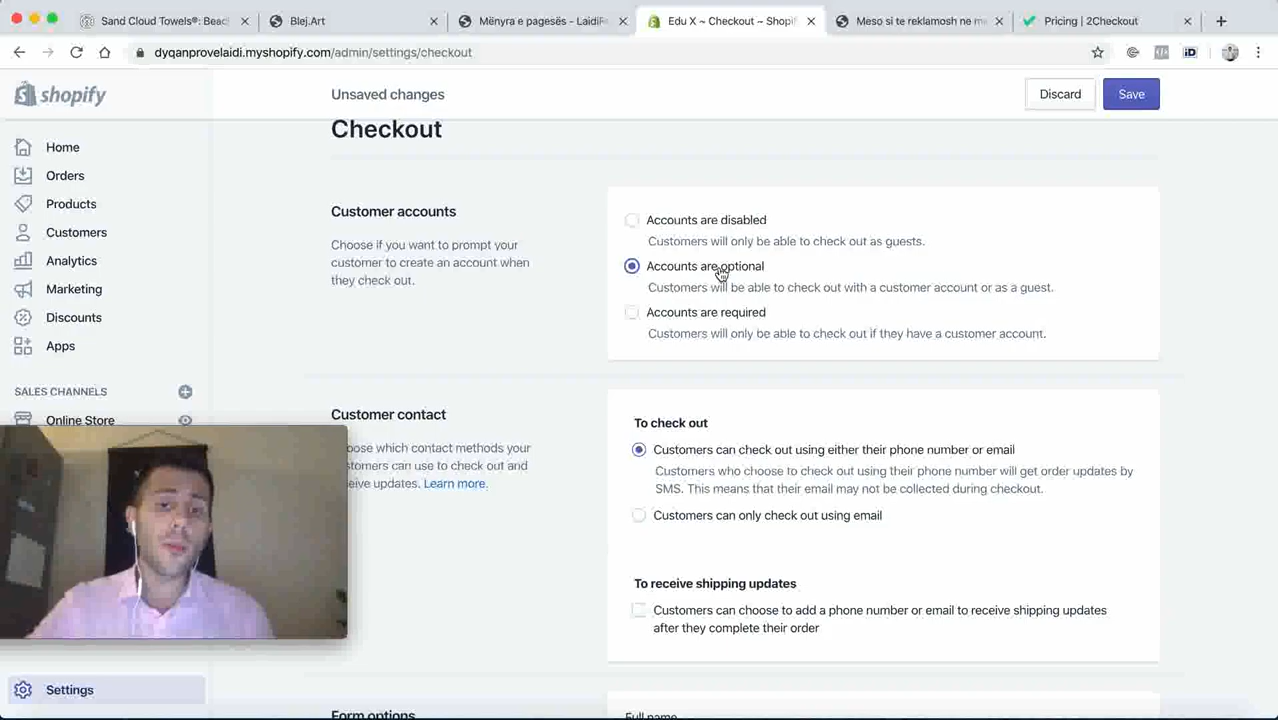 Sand Cloud Towels®: Beac
Blej.Art
Mënyra e pagesës - LaidiRe
Edu X ~ Checkout ~ Shopif
Meso si te reklamosh ne me
Pricing | 2Checkout
dyqanprovelaidi.myshopify.com/admin/settings/checkout
iD
shopify
Unsaved changes
Discard
Save
Home
Orders
Products
Customers
Analytics
Marketing
Discounts
Apps
SALES CHANNELS
Online Store
Settings
Checkout
Customer accounts
Choose if you want to prompt your
customer to create an account when
they check out.
Accounts are disabled
Customers will only be able to check out as guests.
Accounts are optional
Customers will be able to check out with a customer account or as a guest.
Accounts are required
Customers will only be able to check out if they have a customer account.
Customer contact
oose which contact methods your
stomers can use to check out and
eive updates. Learn more.
To check out
Customers can check out using either their phone number or email
Customers who choose to check out using their phone number will get order updates by
SMS. This means that their email may not be collected during checkout.
Customers can only check out using email
To receive shipping updates
Customers can choose to add a phone number or email to receive shipping updates
after they complete their order
Form options
Full name